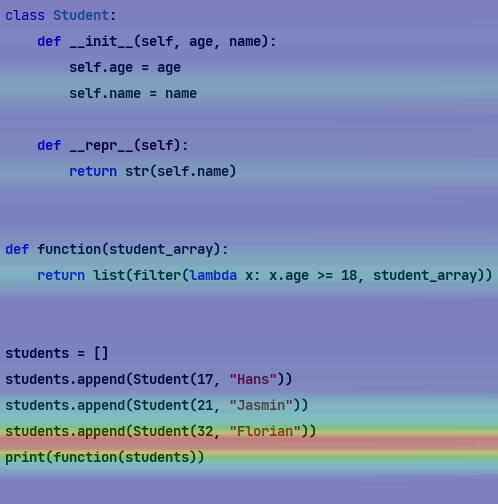 class Student:
    def __init__(self, age, name):
        self.age = age
        self.name = name
    def __repr__(self):
        return str(self.name)
def function(student_array):
    return list(filter(lambda x: x.age >= 18, student_array))
students = []
students.append(Student(17, "Hans"))
students.append(Student(21, "Jasmin"))
students.append(Student(32, "Florian"))
print(function(students))